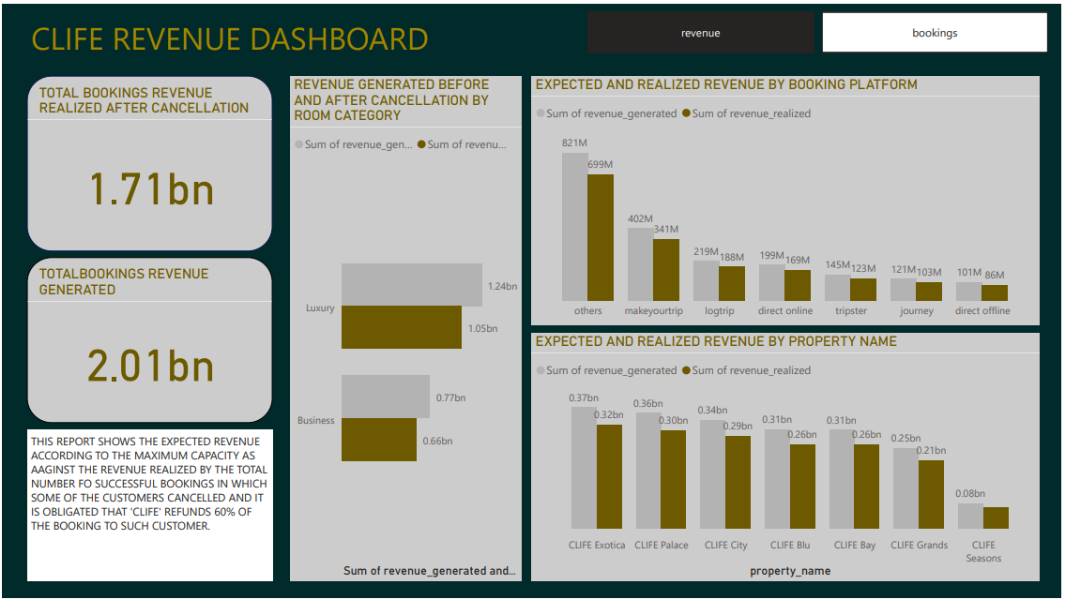 CLIFE REVENUE DASHBOARD
revenue
bookings
TOTAL BOOKINGS REVENUE
REALIZED AFTER CANCELLATION
1.71bn
TOTALBOOKINGS REVENUE
GENERATED
2.01bn
THIS REPORT SHOWS THE EXPECTED REVENUE
ACCORDING TO THE MAXIMUM CAPACITY AS
AAGINST THE REVENUE REALIZED BY THE TOTAL
NUMBER FO SUCCESSFUL BOOKINGS IN WHICH
SOME OF THE CUSTOMERS CANCELLED AND IT
IS OBLIGATED THAT 'CLIFE' REFUNDS 60% OF
THE BOOKING TO SUCH CUSTOMER.
REVENUE GENERATED BEFORE
AND AFTER CANCELLATION BY
ROOM CATEGORY
Sum of revenue_gen... Sum of revenu...
1.24bn
Luxury
1.05bn
0.77bn
Business
0.66bn
Sum of revenue_generated and...
EXPECTED AND REALIZED REVENUE BY BOOKING PLATFORM
Sum of revenue_generated Sum of revenue_realized
821M 699M 402M 341M 219M 188M 199M 169M 145M 123M 121M 103M 101M 86M
others makeyourtrip logtrip direct online tripster journey direct offline
EXPECTED AND REALIZED REVENUE BY PROPERTY NAME
Sum of revenue_generated Sum of revenue_realized
0.37bn 0.32bn 0.36bn 0.30bn 0.34bn 0.29bn 0.31bn 0.26bn 0.31bn 0.26bn 0.25bn 0.21bn 0.08bn
CLIFE Exotica CLIFE Palace CLIFE City CLIFE Blu CLIFE Bay CLIFE Grands CLIFE
Seasons
property_name